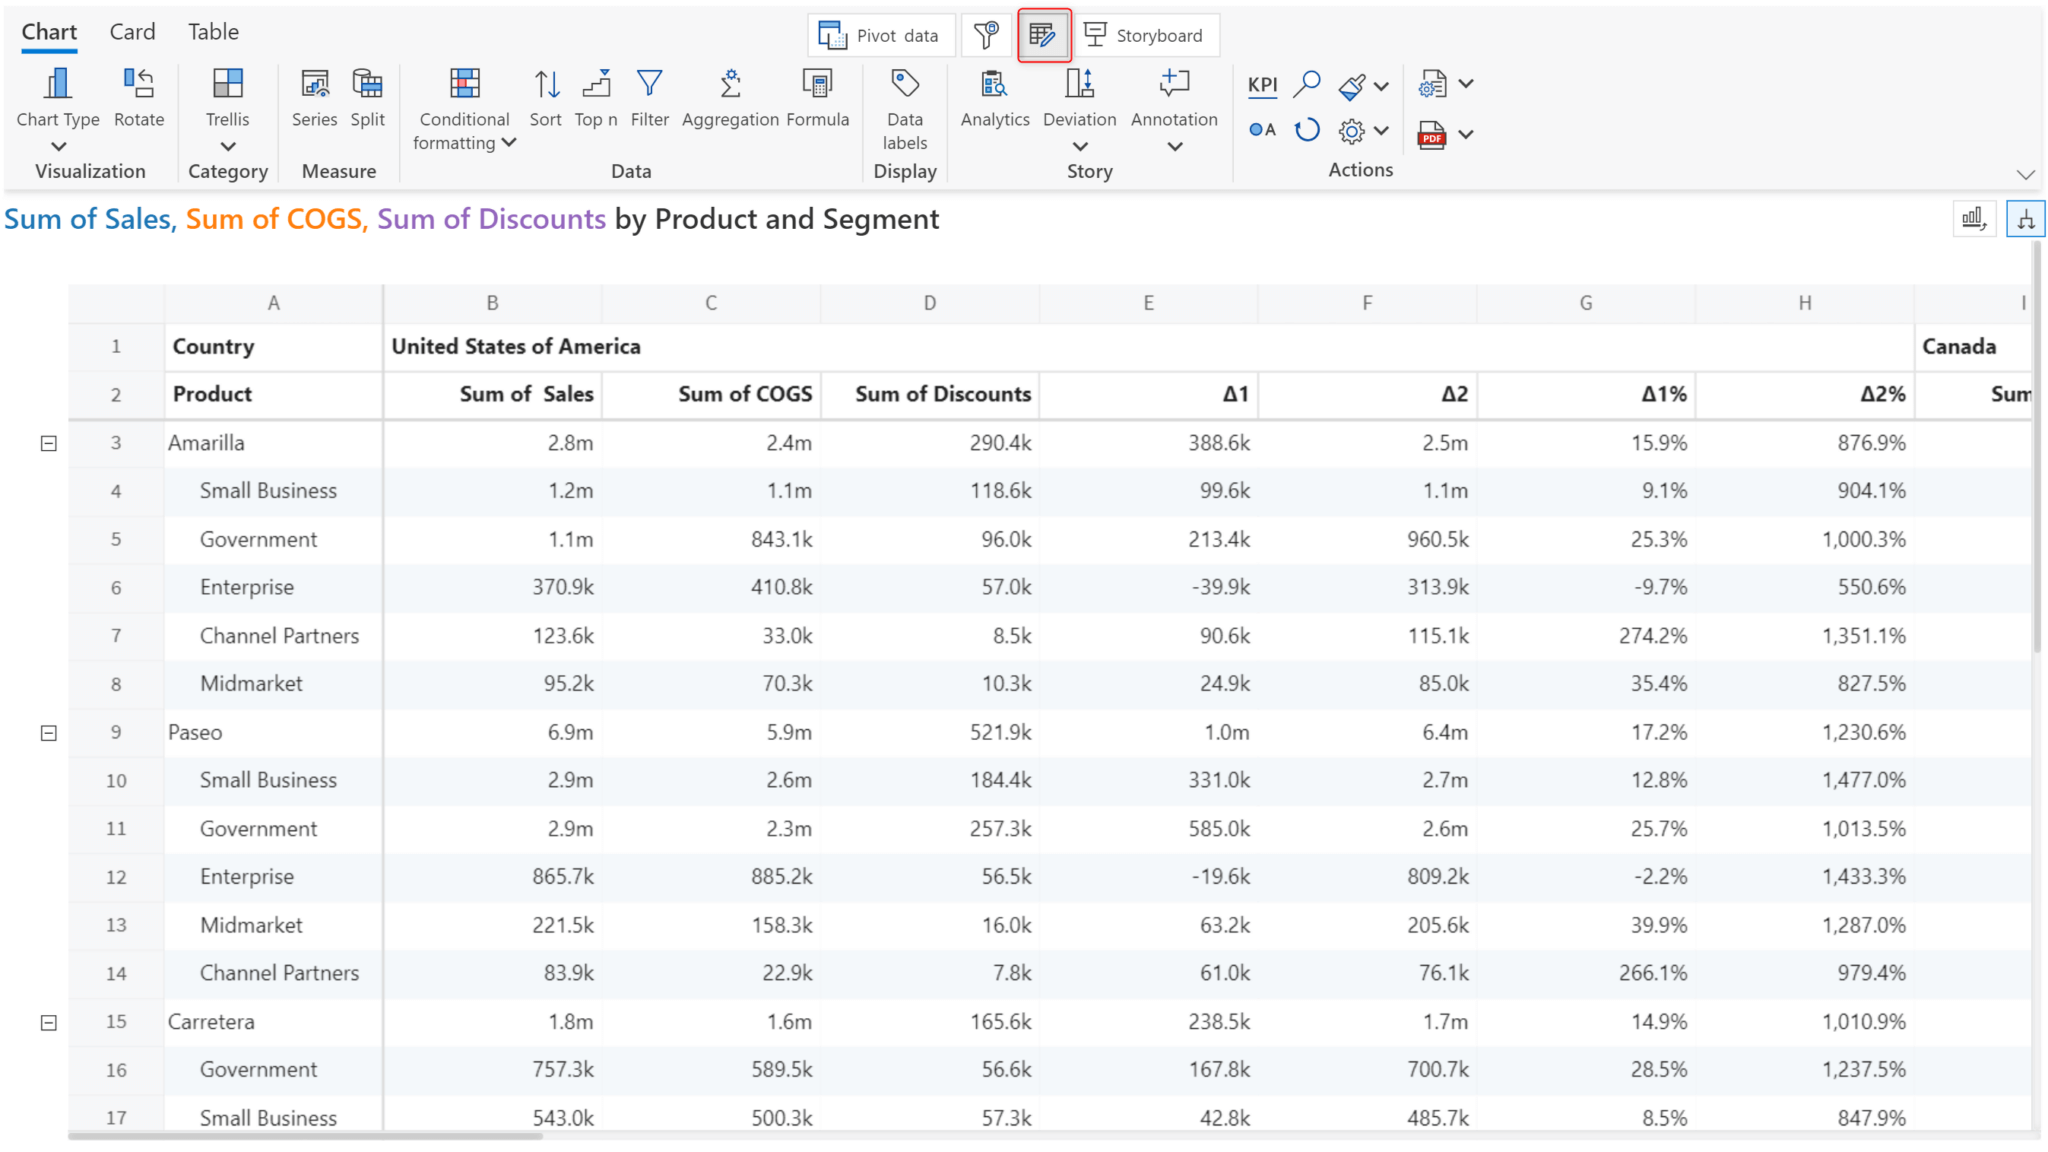 Chart Card Table
Pivot data Storyboard
Chart Type Rotate Trellis Series Split Conditional formatting Sort Top n Filter Aggregation Formula Data labels Analytics Deviation Annotation KPI
A PDF
Visualization Category Measure Data Display Story Actions
Sum of Sales, Sum of COGS, Sum of Discounts by Product and Segment
A B C D E F G H I
1 Country United States of America Canada
2 Product Sum of Sales Sum of COGS Sum of Discounts Δ1 Δ2 Δ1% Δ2% Sum
3 Amarilla 2.8m 2.4m 290.4k 388.6k 2.5m 15.9% 876.9%
4 Small Business 1.2m 1.1m 118.6k 99.6k 1.1m 9.1% 904.1%
5 Government 1.1m 843.1k 96.0k 213.4k 960.5k 25.3% 1,000.3%
6 Enterprise 370.9k 410.8k 57.0k -39.9k 313.9k -9.7% 550.6%
7 Channel Partners 123.6k 33.0k 8.5k 90.6k 115.1k 274.2% 1,351.1%
8 Midmarket 95.2k 70.3k 10.3k 24.9k 85.0k 35.4% 827.5%
9 Paseo 6.9m 5.9m 521.9k 1.0m 6.4m 17.2% 1,230.6%
10 Small Business 2.9m 2.6m 184.4k 331.0k 2.7m 12.8% 1,477.0%
11 Government 2.9m 2.3m 257.3k 585.0k 2.6m 25.7% 1,013.5%
12 Enterprise 865.7k 885.2k 56.5k -19.6k 809.2k -2.2% 1,433.3%
13 Midmarket 221.5k 158.3k 16.0k 63.2k 205.6k 39.9% 1,287.0%
14 Channel Partners 83.9k 22.9k 7.8k 61.0k 76.1k 266.1% 979.4%
15 Carretera 1.8m 1.6m 165.6k 238.5k 1.7m 14.9% 1,010.9%
16 Government 757.3k 589.5k 56.6k 167.8k 700.7k 28.5% 1,237.5%
17 Small Business 543.0k 500.3k 57.3k 42.8k 485.7k 8.5% 847.9%